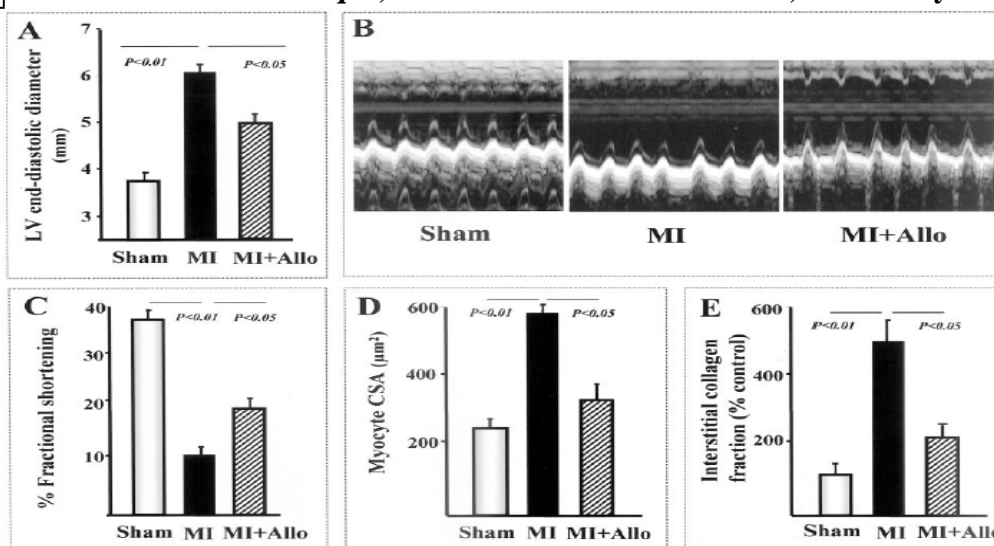 A
LV end-diastolic diameter
(mm)
7
6
5
4
3
P<0.01
P<0.05
Sham MI MI+Allo
B
Sham MI MI+Allo
C
% Fractional shortening
40
30
20
10
P<0.01
P<0.05
Sham MI MI+Allo
D
Myocyte CSA (µm²)
600
400
200
P<0.01
P<0.05
Sham MI MI+Allo
E
Interstitial collagen
fraction (% control)
600
400
200
P<0.01
P<0.05
Sham MI MI+Allo